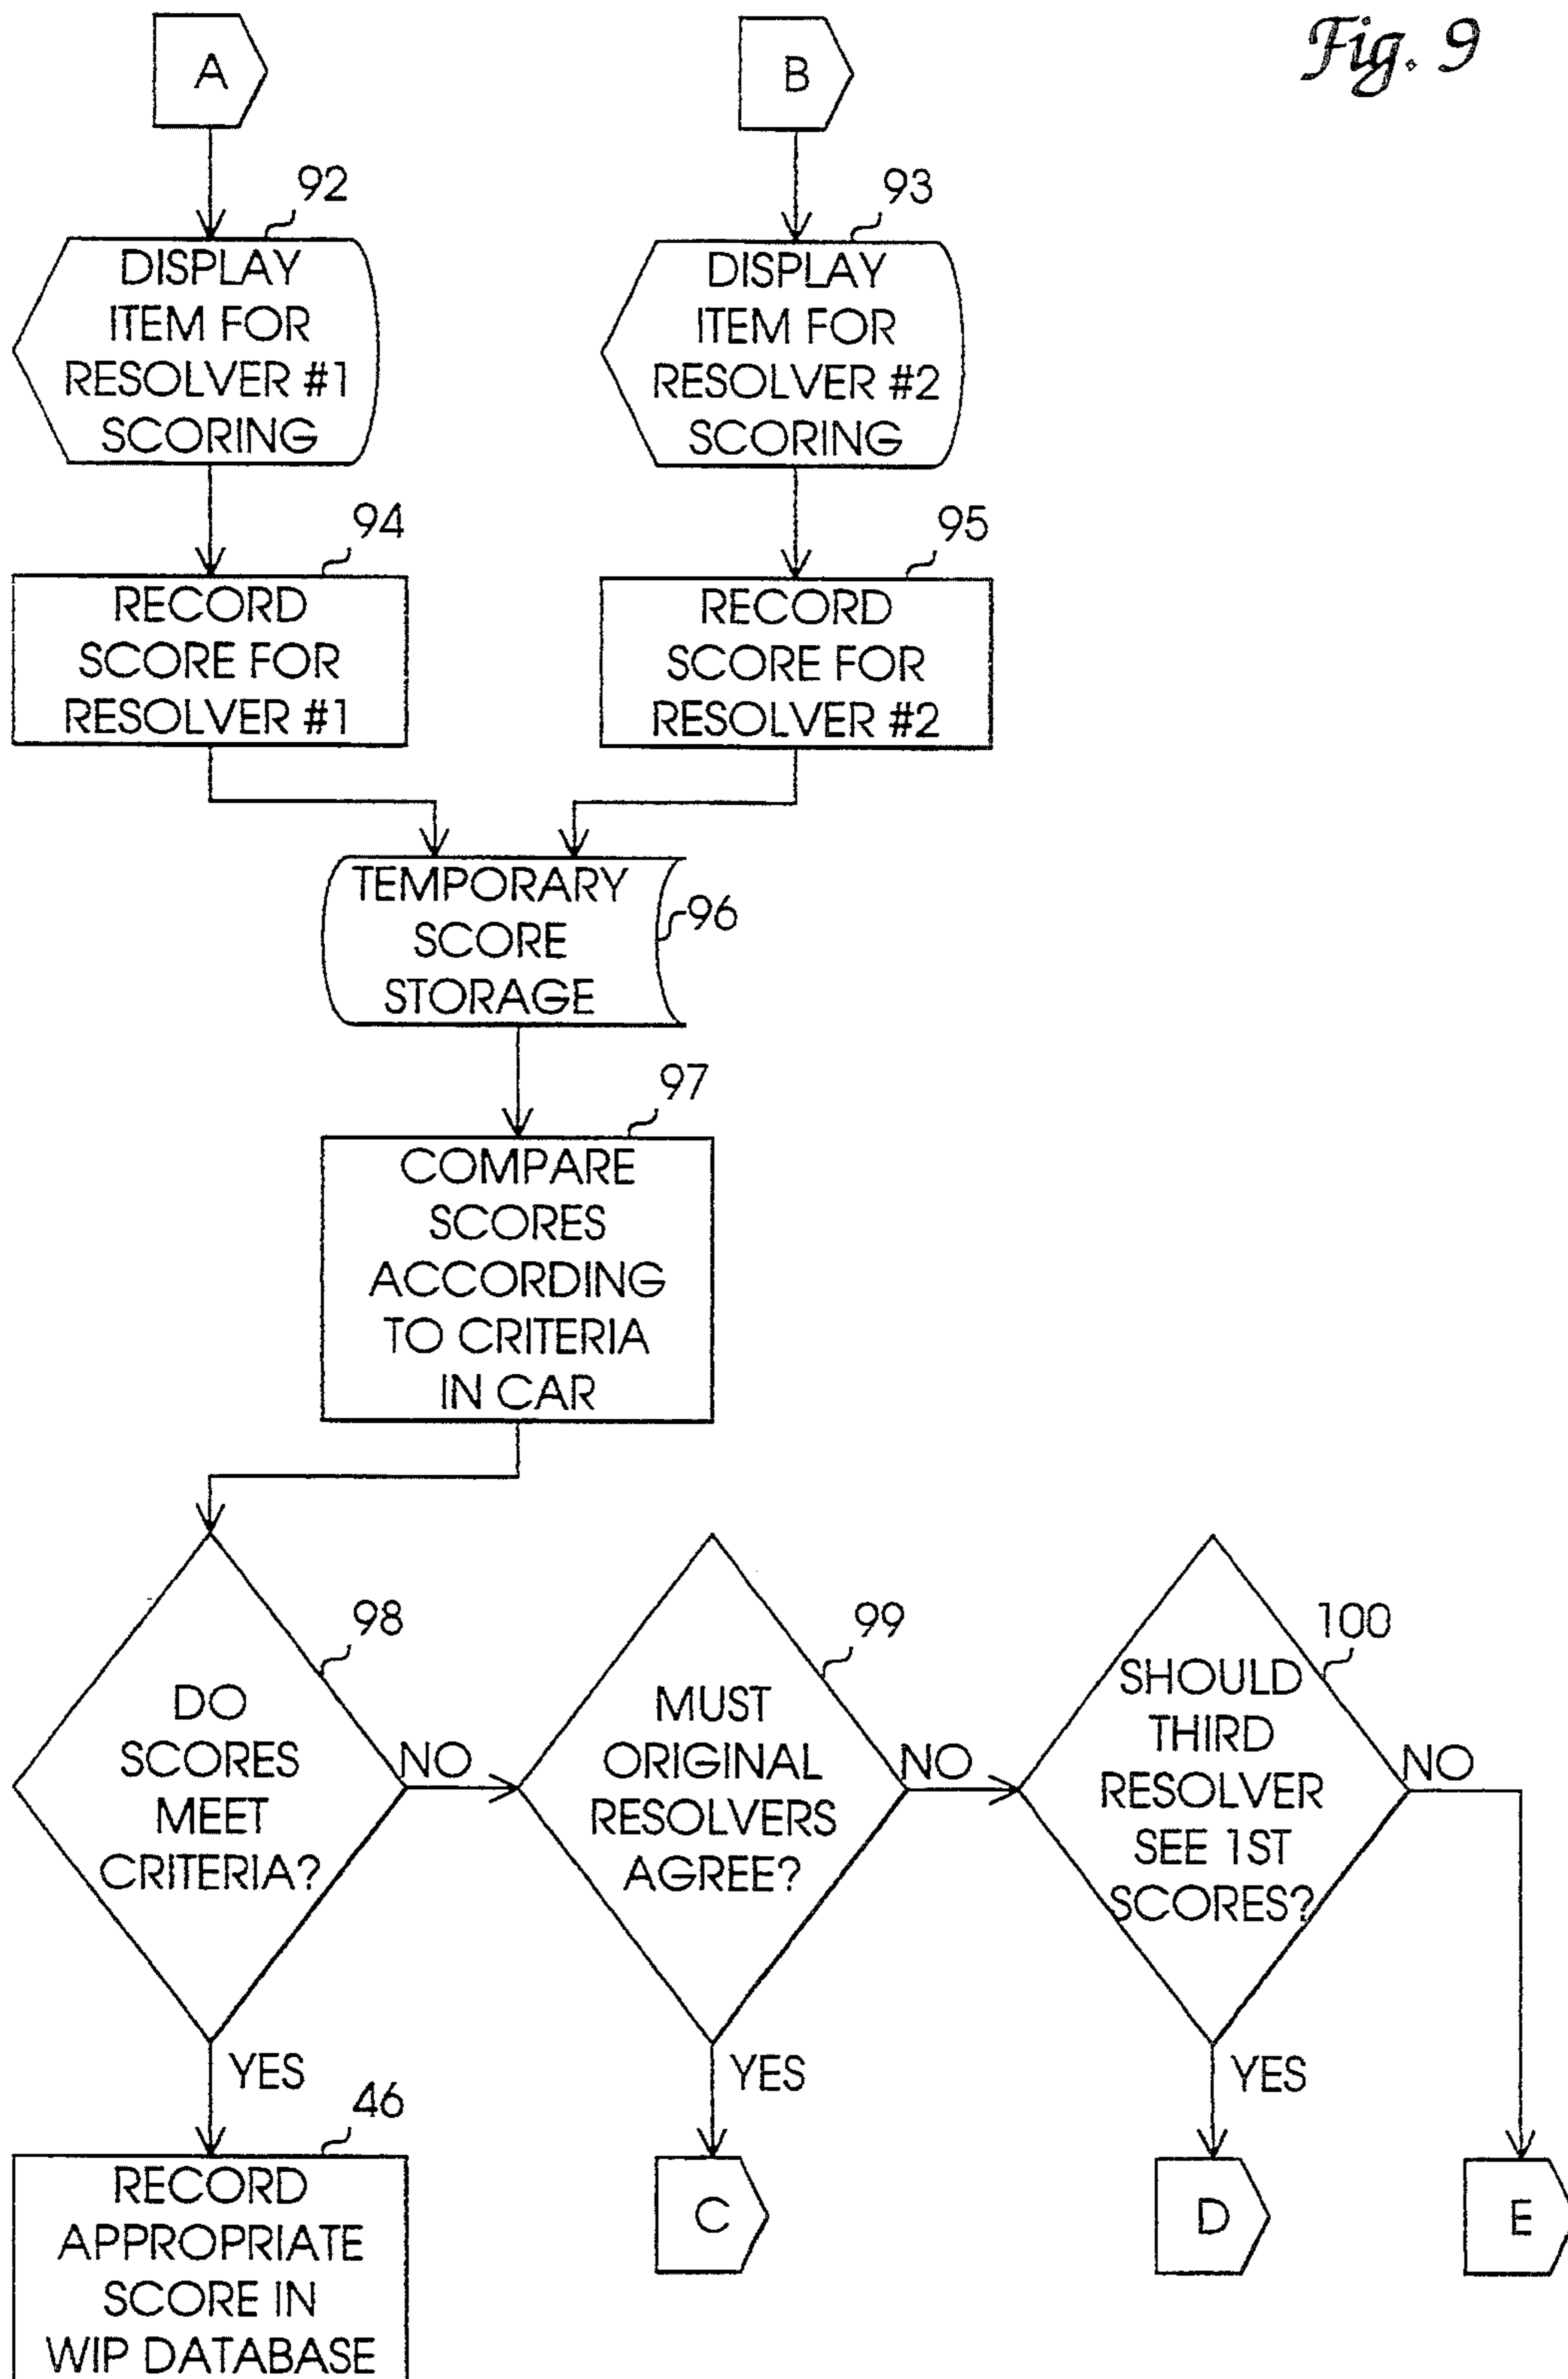 Fig. 9
A
B
92
DISPLAY
ITEM FOR
RESOLVER #1
SCORING
93
DISPLAY
ITEM FOR
RESOLVER #2
SCORING
94
RECORD
SCORE FOR
RESOLVER #1
95
RECORD
SCORE FOR
RESOLVER #2
TEMPORARY
SCORE
STORAGE
96
97
COMPARE
SCORES
ACCORDING
TO CRITERIA
IN CAR
98
DO
SCORES
MEET
CRITERIA?
NO
YES
99
MUST
ORIGINAL
RESOLVERS
AGREE?
NO
YES
100
SHOULD
THIRD
RESOLVER
SEE 1ST
SCORES?
NO
YES
46
RECORD
APPROPRIATE
SCORE IN
WIP DATABASE
C
D
E